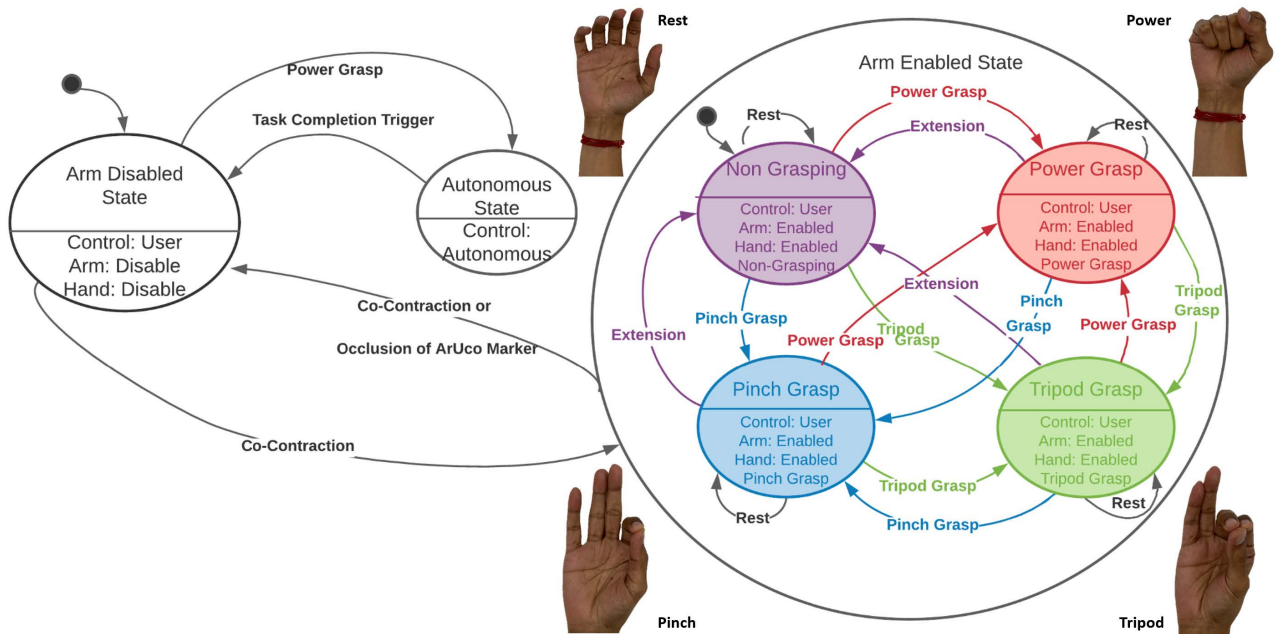 Rest
Power
Power Grasp
Task Completion Trigger
Arm Disabled
State
Control: User
Arm: Disable
Hand: Disable
Autonomous
State
Control:
Autonomous
Co-Contraction or
Occlusion of ArUco Marker
Co-Contraction
Arm Enabled State
Power Grasp
Rest
Extension
Rest
Non Grasping
Control: User
Arm: Enabled
Hand: Enabled
Non-Grasping
Power Grasp
Control: User
Arm: Enabled
Hand: Enabled
Power Grasp
Extension
Pinch Grasp
Power Grasp
Tripod
Grasp
Extension
Pinch
Grasp
Power Grasp
Tripod
Grasp
Pinch Grasp
Control: User
Arm: Enabled
Hand: Enabled
Pinch Grasp
Tripod Grasp
Control: User
Arm: Enabled
Hand: Enabled
Tripod Grasp
Tripod Grasp
Pinch Grasp
Rest
Rest
Pinch
Tripod